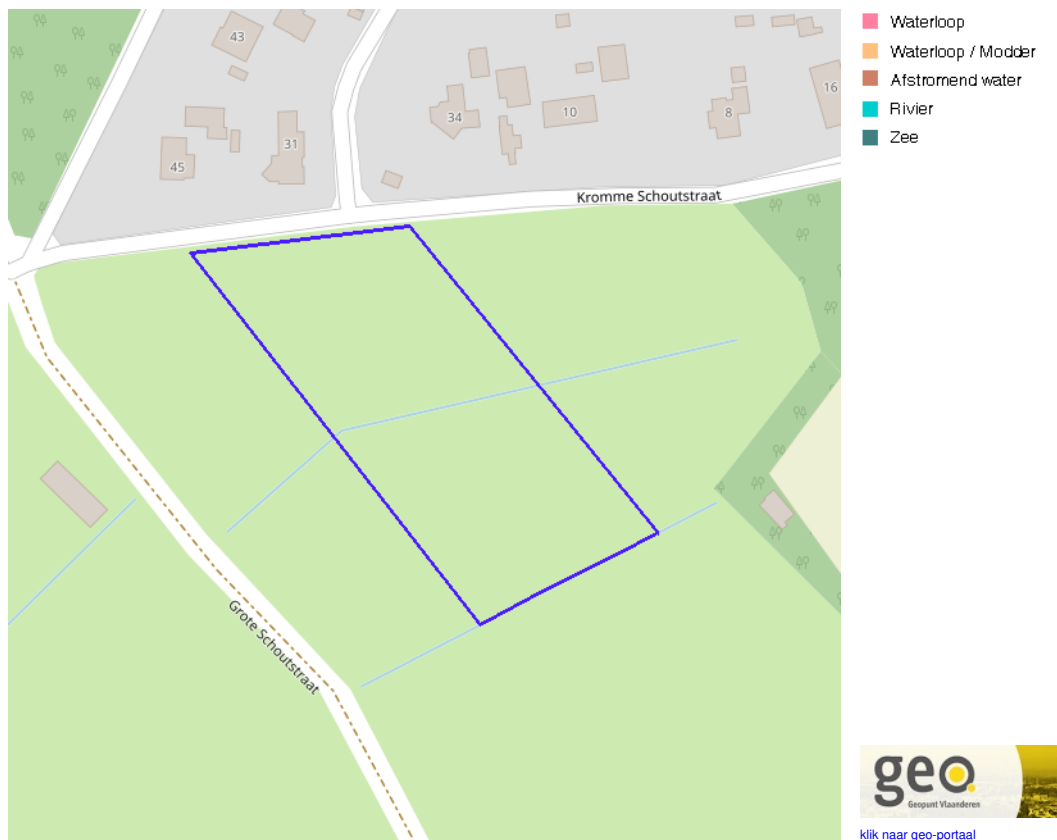 43
45
31
34
10
8
16
Kromme Schoutstraat
Grote Schoutstraat
Waterloop
Waterloop / Modder
Afstromend water
Rivier
Zee
geo
Geopunt Vlaanderen
klik naar geo-portaal